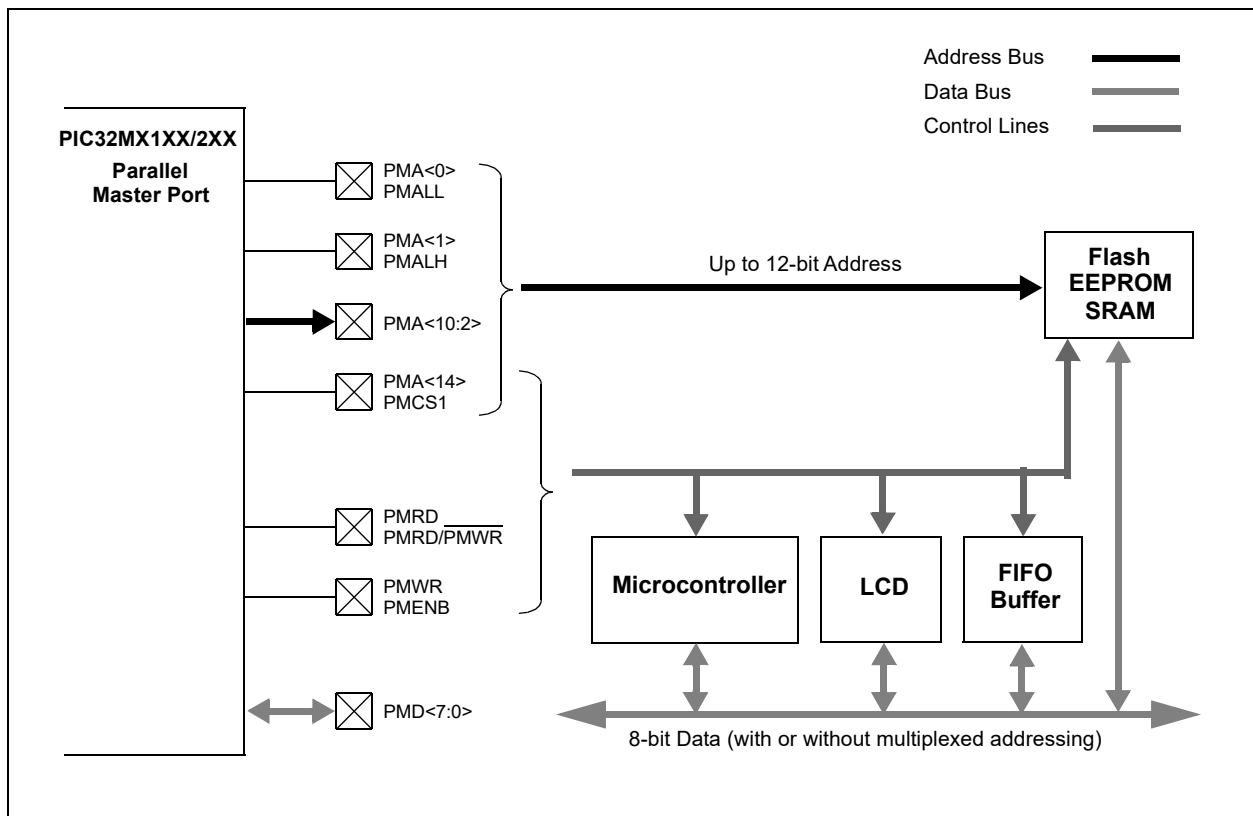 Address Bus
Data Bus
Control Lines
PIC32MX1XX/2XX
Parallel
Master Port
PMA<0>
PMALL
PMA<1>
PMALH
PMA<10:2>
PMA<14>
PMCS1
PMRD
PMRD/PMWR
PMWR
PMENB
PMD<7:0>
Up to 12-bit Address
Flash
EEPROM
SRAM
Microcontroller
LCD
FIFO
Buffer
8-bit Data (with or without multiplexed addressing)